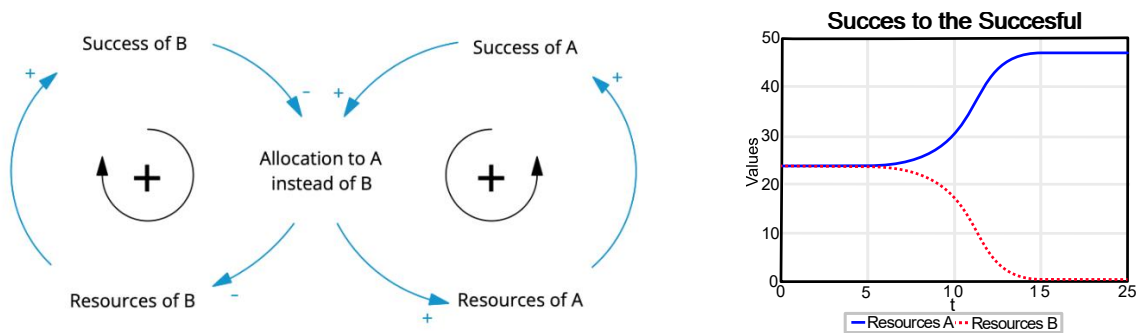 Success of B
Success of A
+
-
+
+
Allocation to A
instead of B
+
+
Resources of B
-
+
Resources of A
Succes to the Succesful
50
40
30
20
10
0
Values
0
5
10
15
20
25
t
Resources A
Resources B